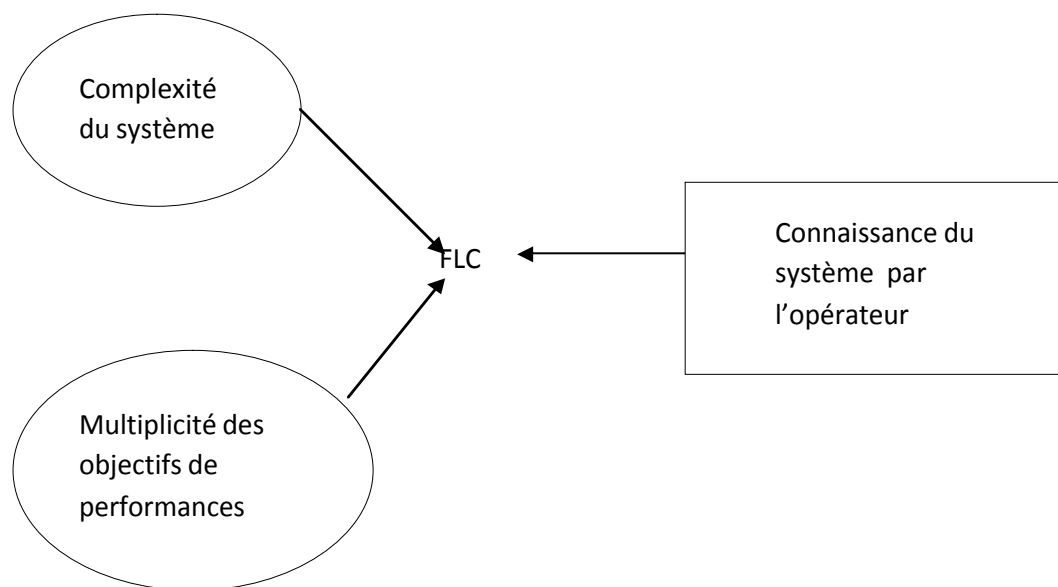 Complexité
du système
FLC
Connaissance du
système par
l’opérateur
Multiplicité des
objectifs de
performances